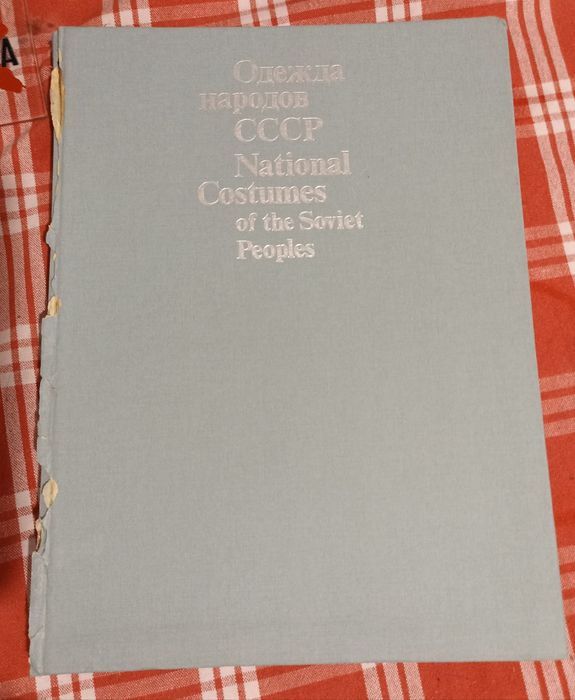 Одежда
народов
СССР
National
Costumes
of the Soviet
Peoples